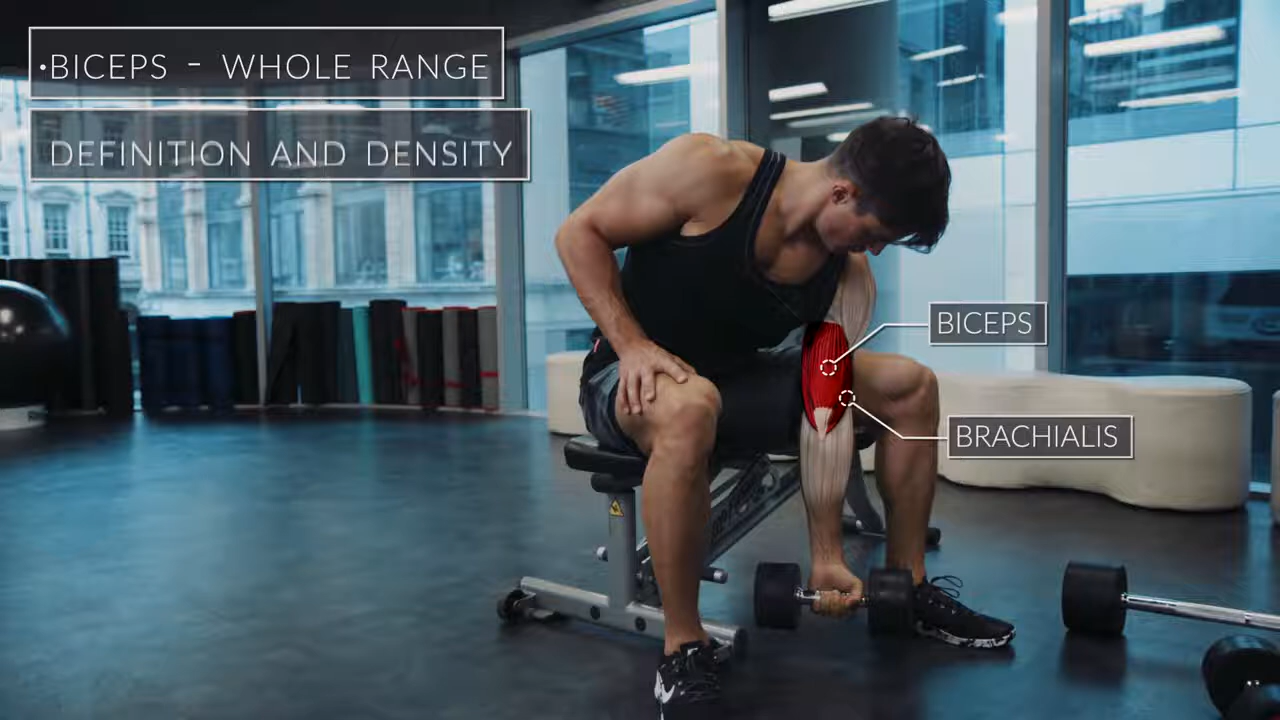 •BICEPS - WHOLE RANGE
DEFINITION AND DENSITY
BICEPS
BRACHIALIS